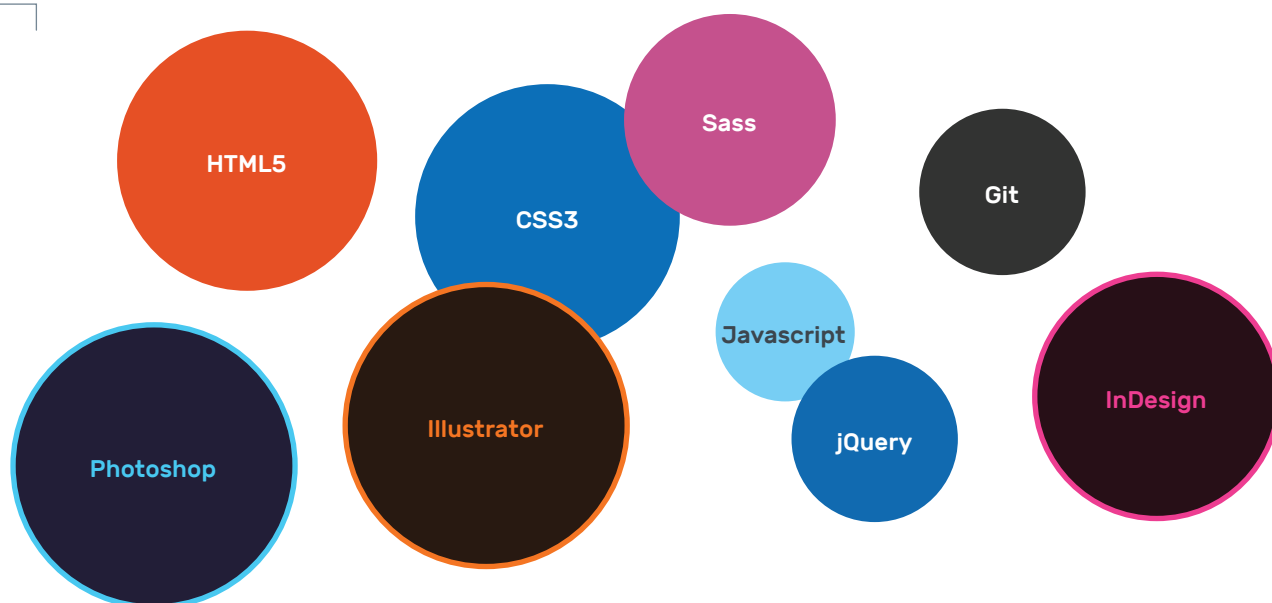 HTML5
CSS3
Sass
Git
Javascript
jQuery
InDesign
Photoshop
Illustrator